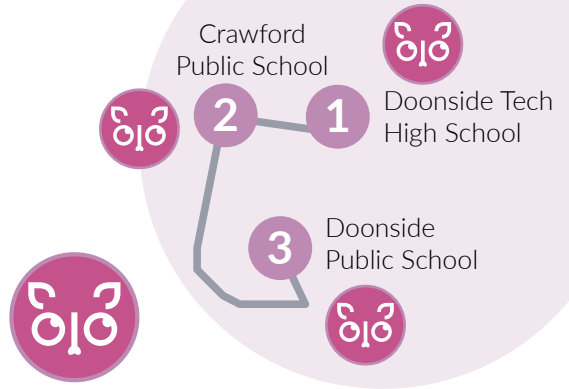 Crawford
Public School
2
1
Doonside Tech
High School
3
Doonside
Public School